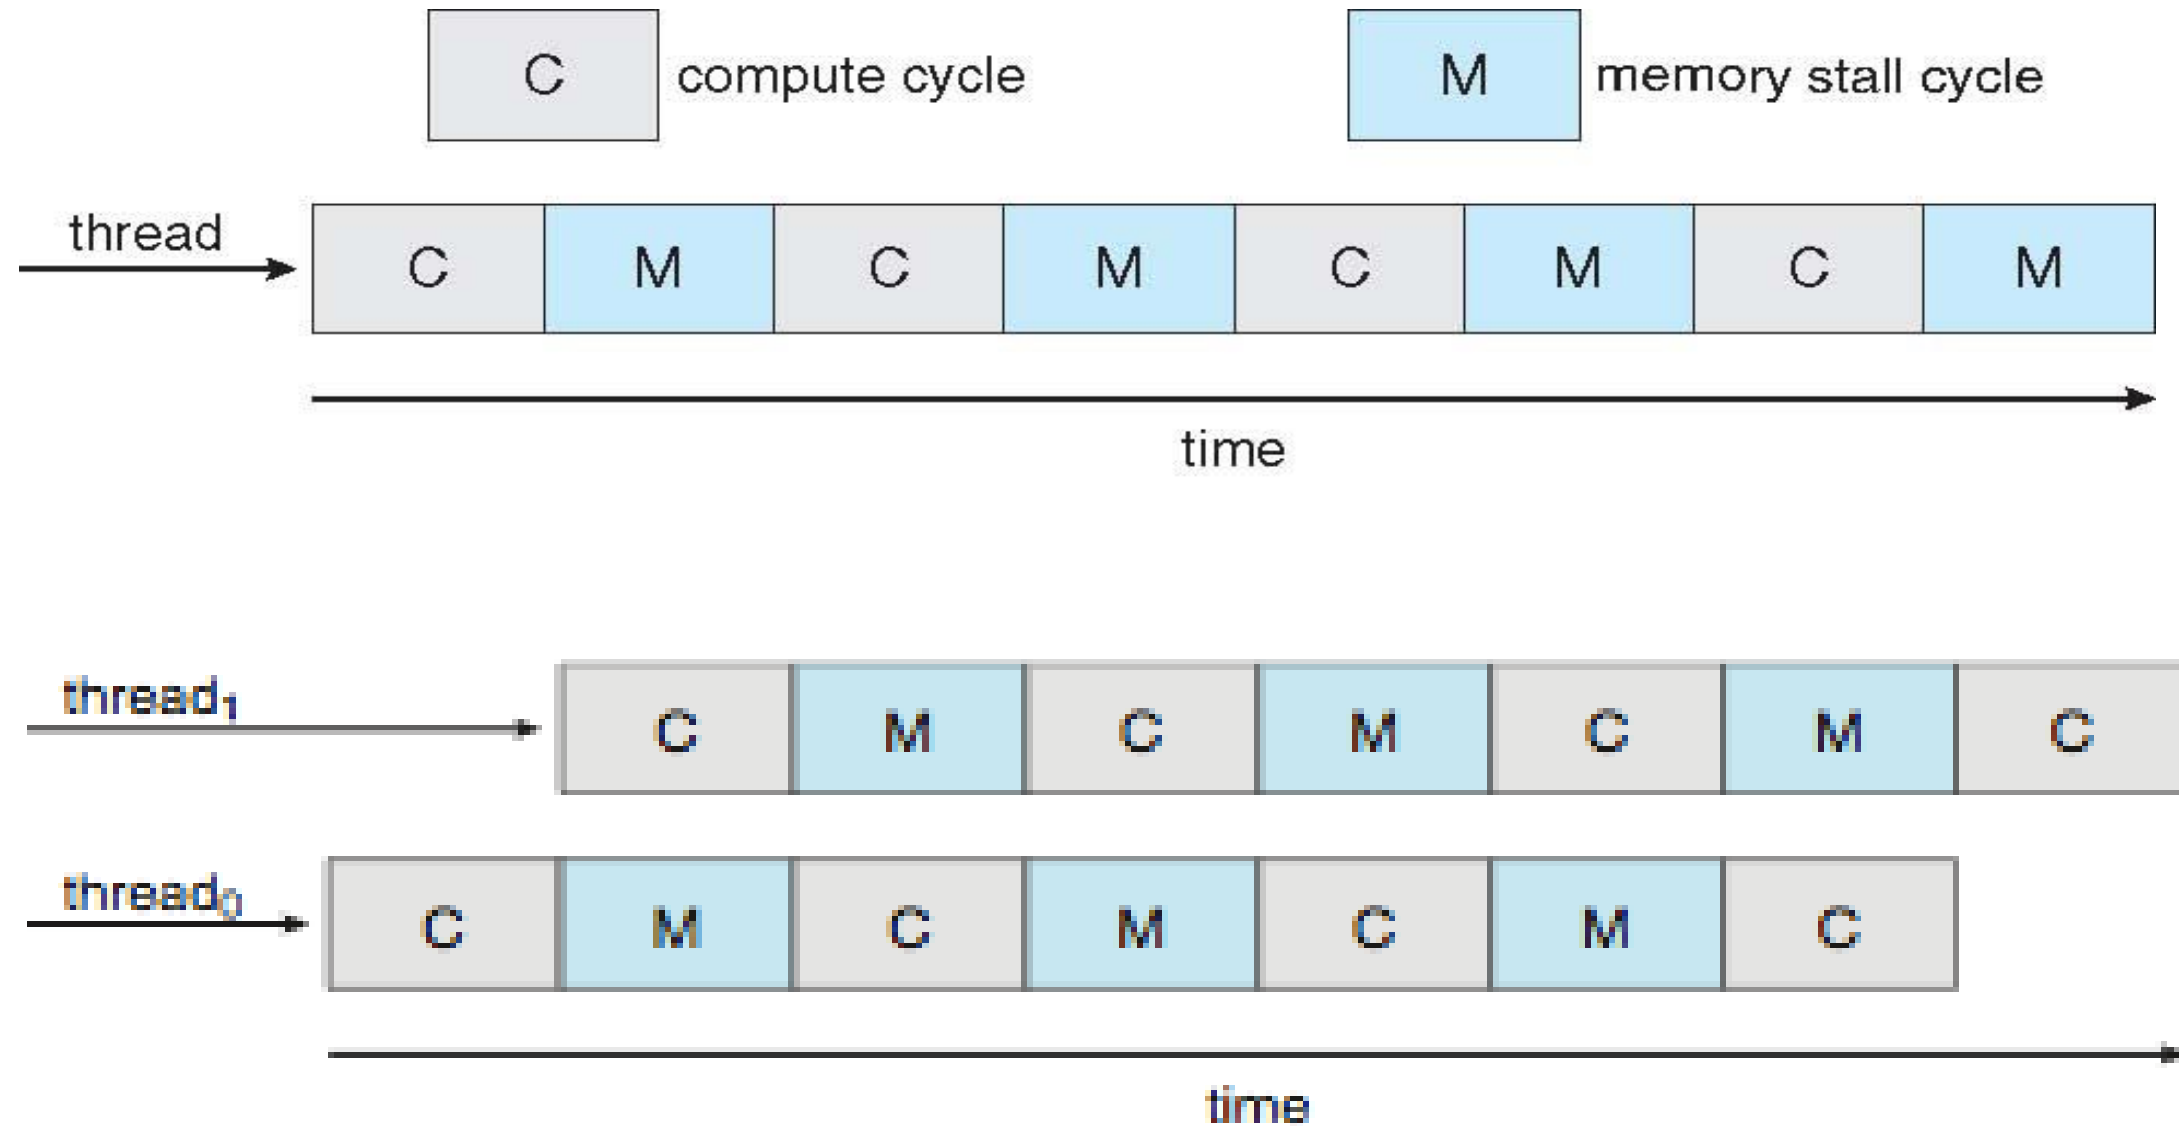 C compute cycle M memory stall cycle
thread C M C M C M C M
time
thread1 C M C M C M C
thread0 C M C M C M C
time